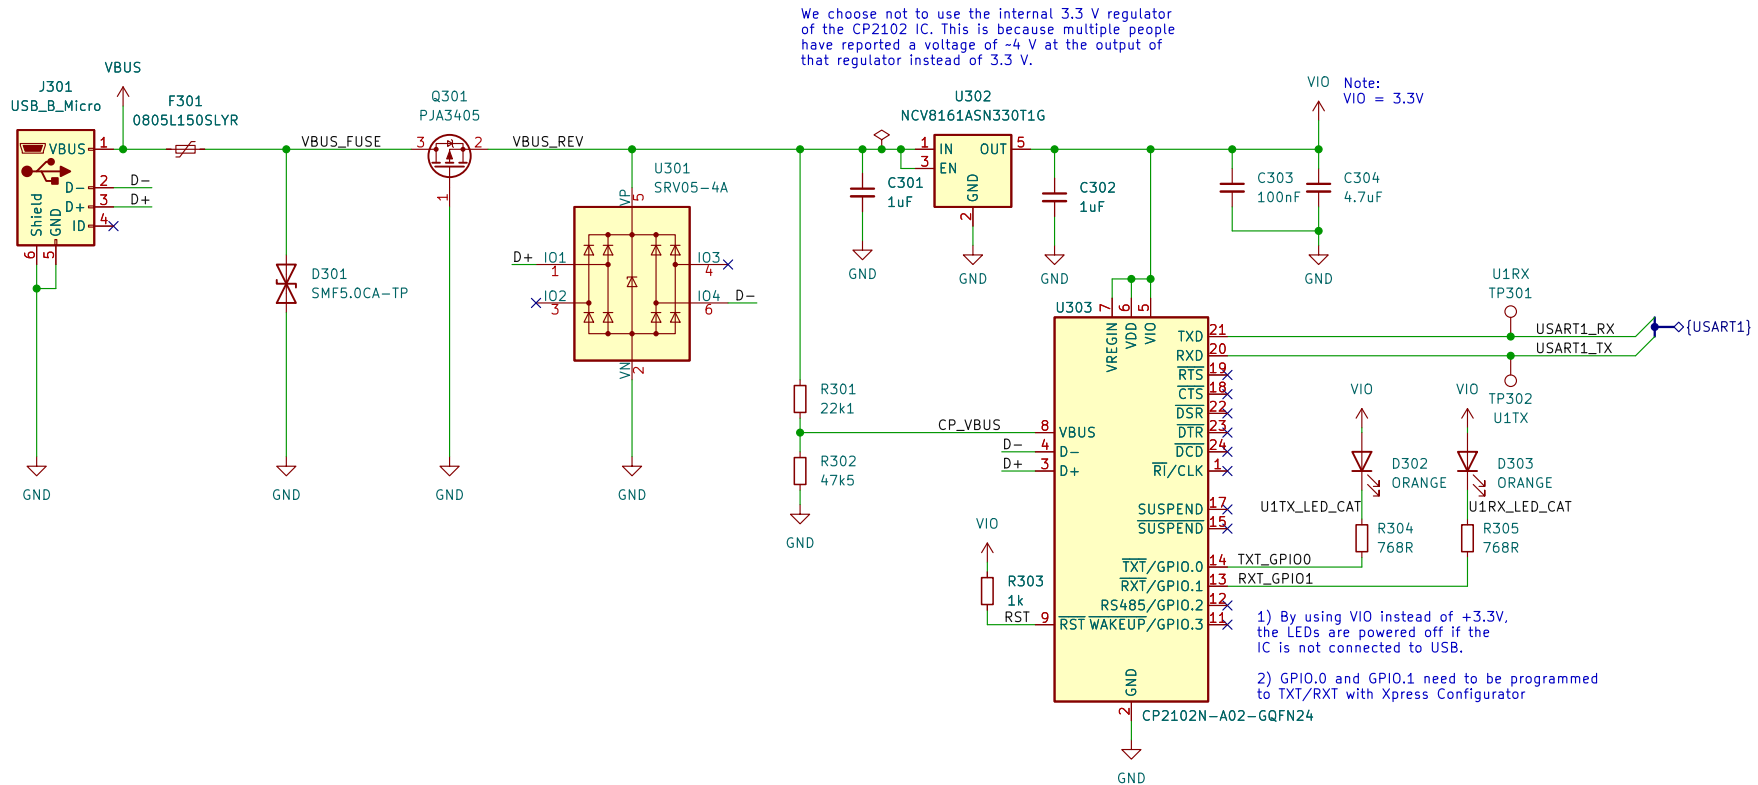 We choose not to use the internal 3.3 V regulator
of the CP2102 IC. This is because multiple people
have reported a voltage of ~4 V at the output of
that regulator instead of 3.3 V.
VBUS
J301
USB_B_Micro
F301
0805L150SLYR
Q301
PJA3405
U302
NCV8161ASN330T1G
VIO
Note:
VIO = 3.3V
VBUS 1
D- 2
D+ 3
ID 4
Shield
GND
6
5
D-
D+
VBUS_FUSE
3
2
1
VBUS_REV
U301
SRV05-4A
VP
5
D+
IO1
1
IO2
3
IO3
4
IO4
6
D-
VN
2
D301
SMF5.0CA-TP
C301
1uF
1 IN
3 EN
OUT 5
GND
2
C302
1uF
C303
100nF
C304
4.7uF
GND
GND
GND
GND
R301
22k1
R302
47k5
GND
GND
GND
GND
GND
U303
7
6
5
VREGIN
VDD
VIO
TXD 21
RXD 20
RTS 19
CTS 18
DSR 22
DTR 23
DCD 24
RI/CLK 1
SUSPEND 17
SUSPEND 15
TXT/GPIO.0 14
RXT/GPIO.1 13
RS485/GPIO.2 12
WAKEUP/GPIO.3 11
CP_VBUS
8 VBUS
D-
4 D-
D+
3 D+
VIO
R303
1k
RST
9 RST
GND
2
CP2102N-A02-GQFN24
GND
U1RX
TP301
USART1_RX
USART1_TX
{USART1}
TP302
U1TX
VIO
VIO
D302
ORANGE
D303
ORANGE
U1TX_LED_CAT
U1RX_LED_CAT
R304
768R
R305
768R
TXT_GPIO0
RXT_GPIO1
1) By using VIO instead of +3.3V,
the LEDs are powered off if the
IC is not connected to USB.
2) GPIO.0 and GPIO.1 need to be programmed
to TXT/RXT with Xpress Configurator